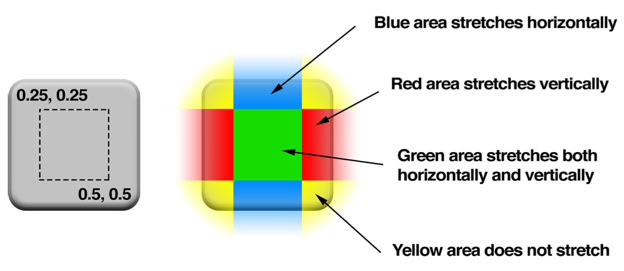 Blue area stretches horizontally
0.25, 0.25
Red area stretches vertically
Green area stretches both
horizontally and vertically
0.5, 0.5
Yellow area does not stretch